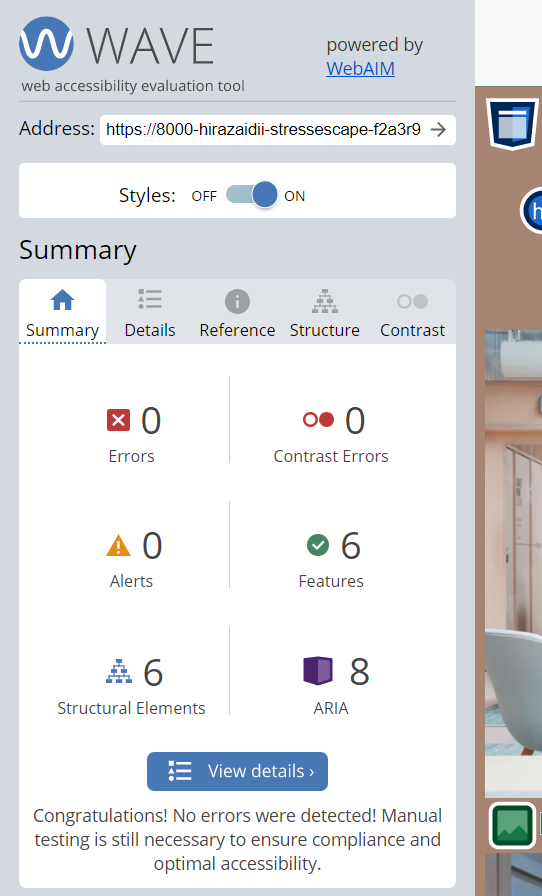 WAVE
web accessibility evaluation tool
powered by
WebAIM
Address: https://8000-hirazaidii-stressescape-f2a3r9
Styles: OFF ON
Summary
Summary Details Reference Structure Contrast
0
Errors
0
Contrast Errors
0
Alerts
6
Features
6
Structural Elements
8
ARIA
View details ›
Congratulations! No errors were detected! Manual
testing is still necessary to ensure compliance and
optimal accessibility.
h